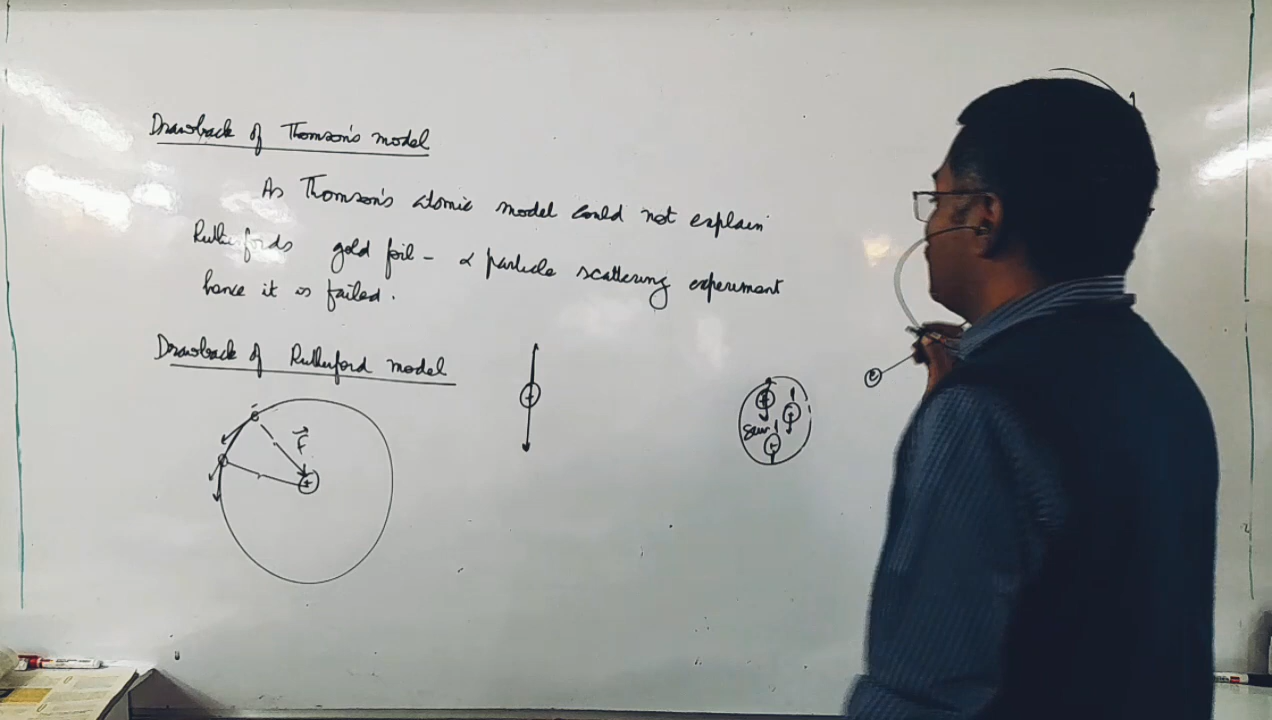 Drawback of Thomson's model
As Thomson's atomic model could not explain
Rutherfords gold foil - α particle scattering experiment
hence it is failed.
Drawback of Rutherford model
e
F
+
+
+
+
+
e